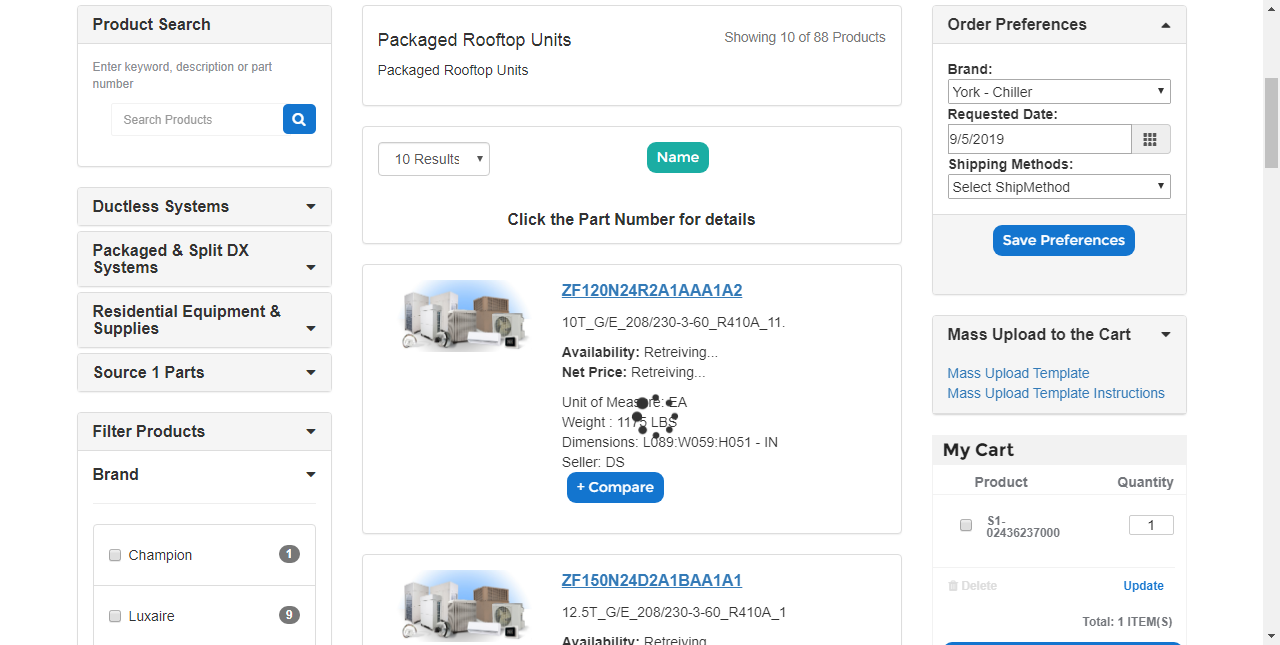 Product Search
Enter keyword, description or part
number
Search Products
Ductless Systems
Packaged & Split DX
Systems
Residential Equipment &
Supplies
Source 1 Parts
Filter Products
Brand
Champion 1
Luxaire 9
Packaged Rooftop Units
Showing 10 of 88 Products
Packaged Rooftop Units
10 Results
Name
Click the Part Number for details
ZF120N24R2A1AAA1A2
10T_G/E_208/230-3-60_R410A_11.
Availability: Retreiving...
Net Price: Retreiving...
Unit of Measure: EA
Weight : 1175 LBS
Dimensions: L089:W059:H051 - IN
Seller: DS
+ Compare
ZF150N24D2A1BAA1A1
12.5T_G/E_208/230-3-60_R410A_1
Availability: Retreiving...
Order Preferences
Brand:
York - Chiller
Requested Date:
9/5/2019
Shipping Methods:
Select ShipMethod
Save Preferences
Mass Upload to the Cart
Mass Upload Template
Mass Upload Template Instructions
My Cart
Product Quantity
S1-
02436237000
1
Delete
Update
Total: 1 ITEM(S)